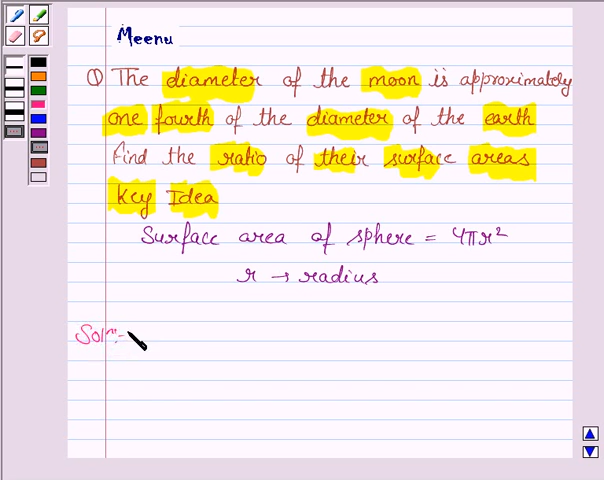 Meenu
① The diameter of the moon is approximately
one fourth of the diameter of the earth
Find the ratio of their surface areas
Key Idea
Surface area of sphere = 4πr²
r → radius
Solⁿ:-